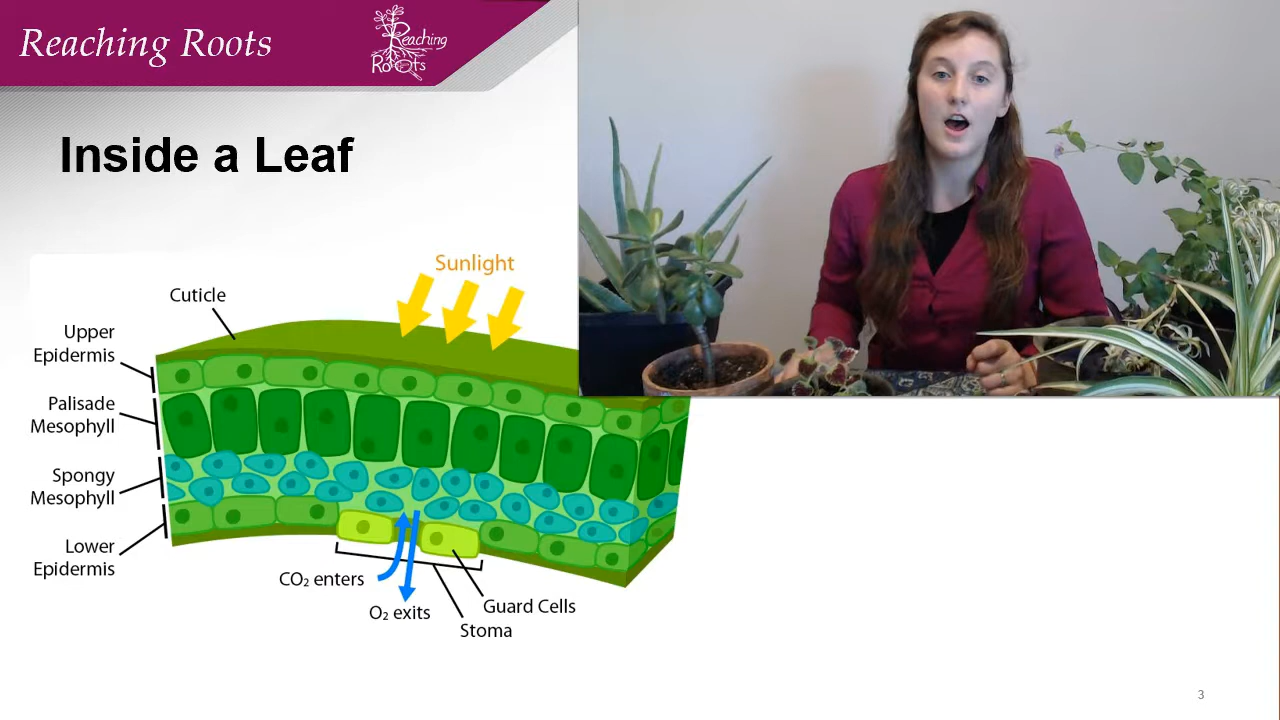 Reaching Roots
Reaching
Roots
Inside a Leaf
Sunlight
Cuticle
Upper
Epidermis
Palisade
Mesophyll
Spongy
Mesophyll
Lower
Epidermis
CO₂ enters
O₂ exits
Guard Cells
Stoma
3